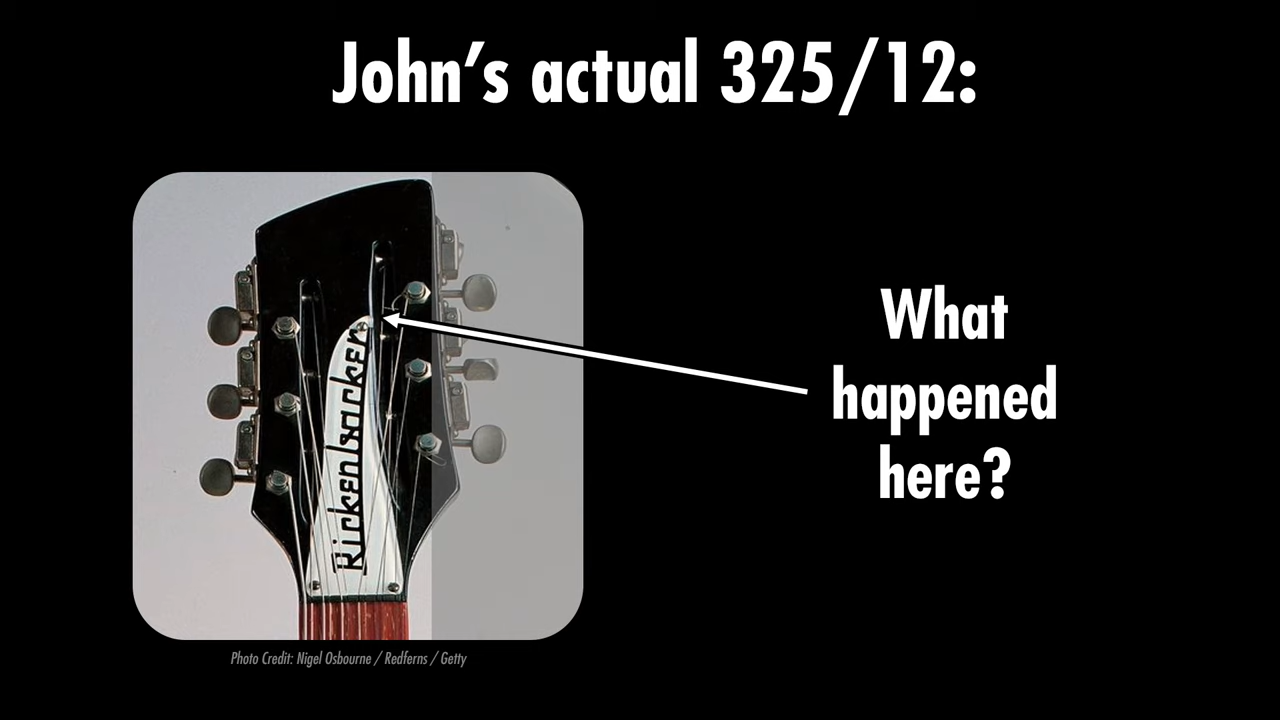 John's actual 325/12:
Rickenbacker
What
happened
here?
Photo Credit: Nigel Osbourne / Redferns / Getty